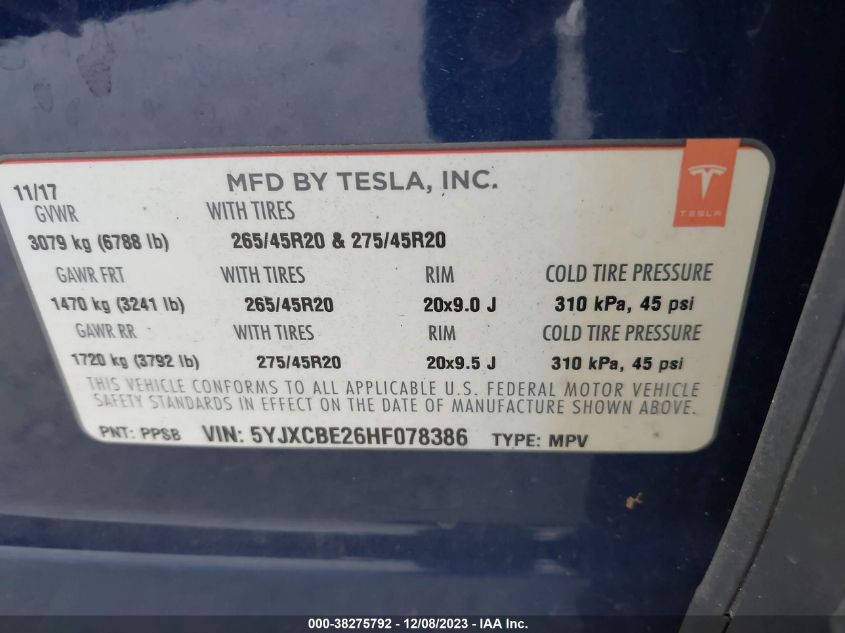 11/17
MFD BY TESLA, INC.
TESLA
GVWR WITH TIRES
3079 kg (6788 lb) 265/45R20 & 275/45R20
GAWR FRT WITH TIRES RIM COLD TIRE PRESSURE
1470 kg (3241 lb) 265/45R20 20x9.0 J 310 kPa, 45 psi
GAWR RR WITH TIRES RIM COLD TIRE PRESSURE
1720 kg (3792 lb) 275/45R20 20x9.5 J 310 kPa, 45 psi
THIS VEHICLE CONFORMS TO ALL APPLICABLE U.S. FEDERAL MOTOR VEHICLE
SAFETY STANDARDS IN EFFECT ON THE DATE OF MANUFACTURE SHOWN ABOVE.
PNT: PPSB VIN: 5YJXCBE26HF078386 TYPE: MPV
000-38275792 - 12/08/2023 - IAA Inc.